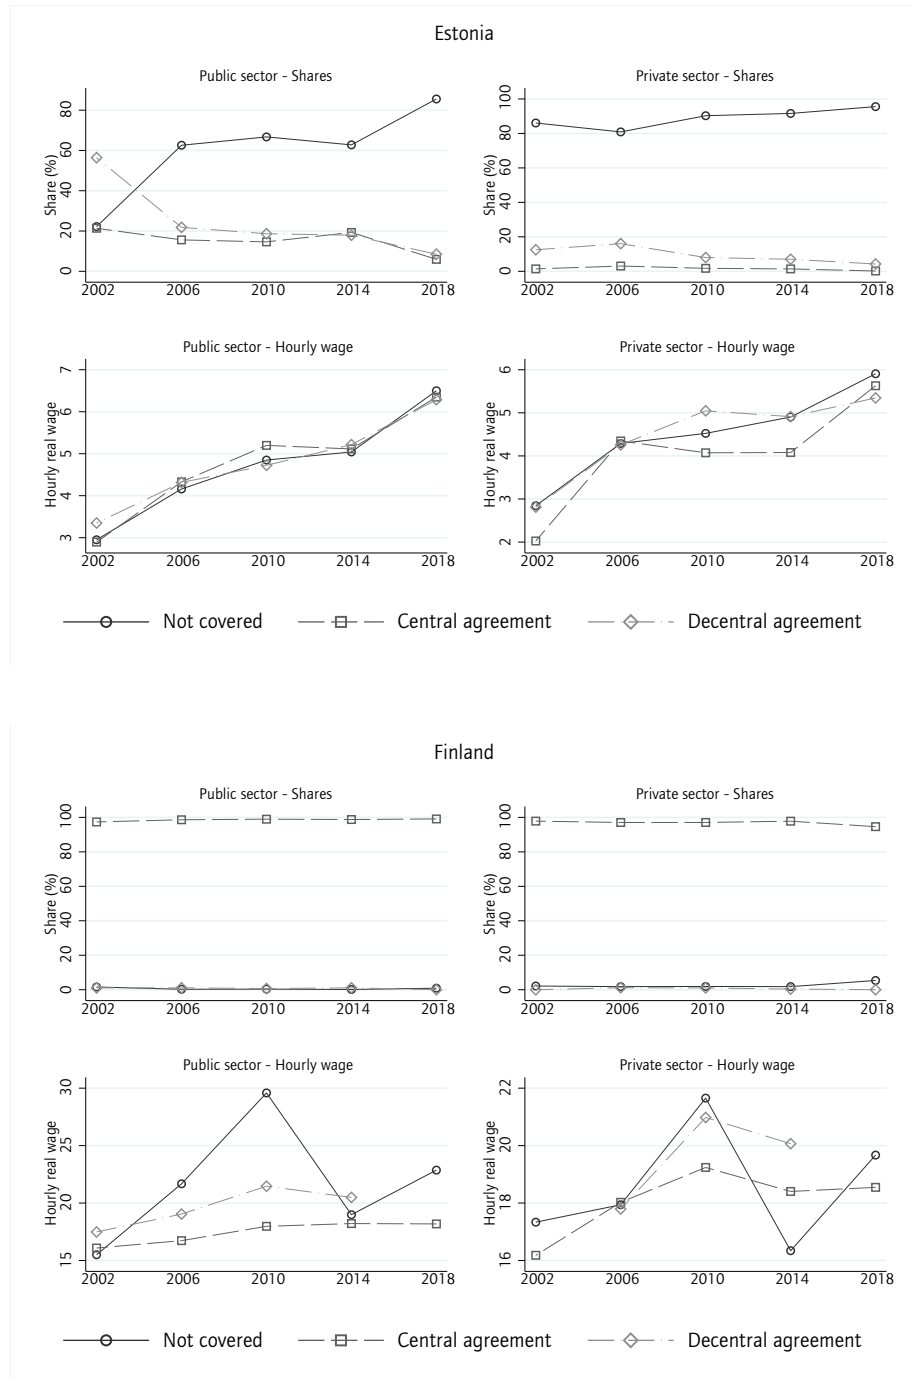 Estonia
Public sector - Shares
Private sector - Shares
Share (%)
0 20 40 60 80
2002 2006 2010 2014 2018
Share (%)
0 20 40 60 80 100
2002 2006 2010 2014 2018
Public sector - Hourly wage
Private sector - Hourly wage
Hourly real wage
3 4 5 6 7
2002 2006 2010 2014 2018
Hourly real wage
2 3 4 5 6
2002 2006 2010 2014 2018
Not covered Central agreement Decentral agreement
Finland
Public sector - Shares
Private sector - Shares
Share (%)
0 20 40 60 80 100
2002 2006 2010 2014 2018
Share (%)
0 20 40 60 80 100
2002 2006 2010 2014 2018
Public sector - Hourly wage
Private sector - Hourly wage
Hourly real wage
15 20 25 30
2002 2006 2010 2014 2018
Hourly real wage
16 18 20 22
2002 2006 2010 2014 2018
Not covered Central agreement Decentral agreement